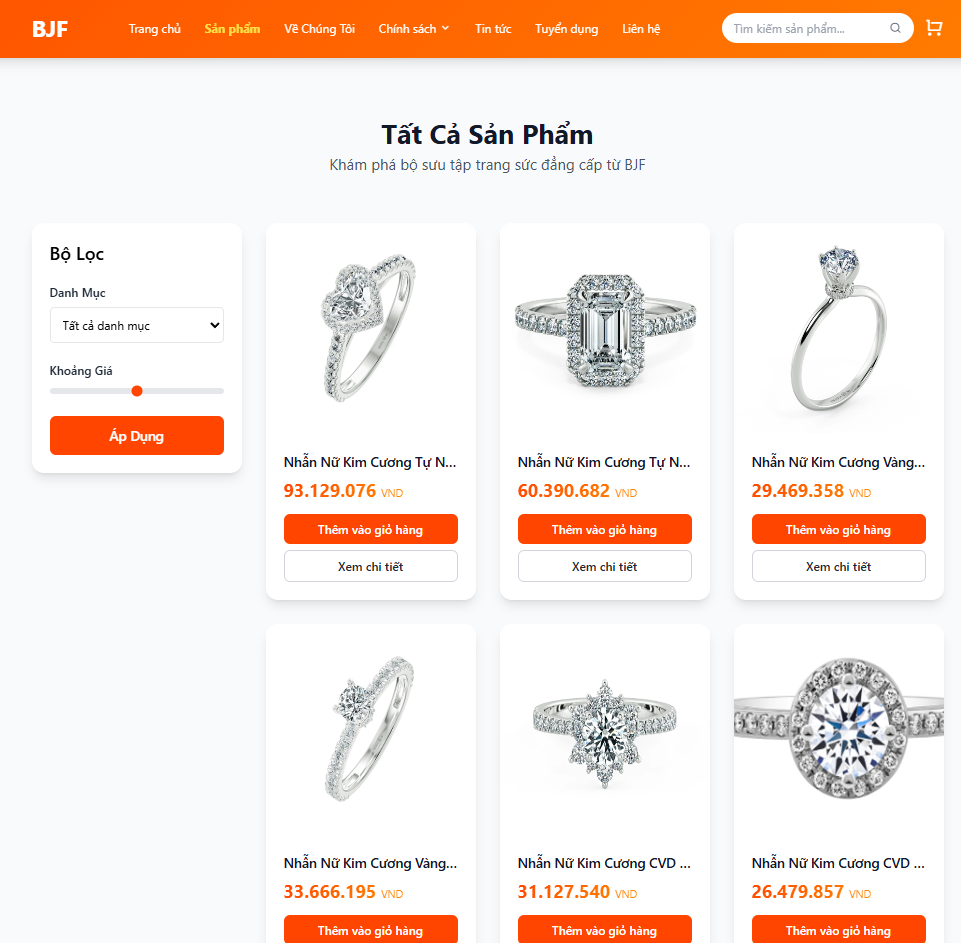 BJF
Trang chủ
Sản phẩm
Về Chúng Tôi
Chính sách
Tin tức
Tuyển dụng
Liên hệ
Tìm kiếm sản phẩm...
Tất Cả Sản Phẩm
Khám phá bộ sưu tập trang sức đẳng cấp từ BJF
Bộ Lọc
Danh Mục
Tất cả danh mục
Khoảng Giá
Áp Dụng
Nhẫn Nữ Kim Cương Tự N...
93.129.076 VND
Thêm vào giỏ hàng
Xem chi tiết
Nhẫn Nữ Kim Cương Tự N...
60.390.682 VND
Thêm vào giỏ hàng
Xem chi tiết
Nhẫn Nữ Kim Cương Vàng...
29.469.358 VND
Thêm vào giỏ hàng
Xem chi tiết
Nhẫn Nữ Kim Cương Vàng...
33.666.195 VND
Thêm vào giỏ hàng
Nhẫn Nữ Kim Cương CVD ...
31.127.540 VND
Thêm vào giỏ hàng
Nhẫn Nữ Kim Cương CVD ...
26.479.857 VND
Thêm vào giỏ hàng